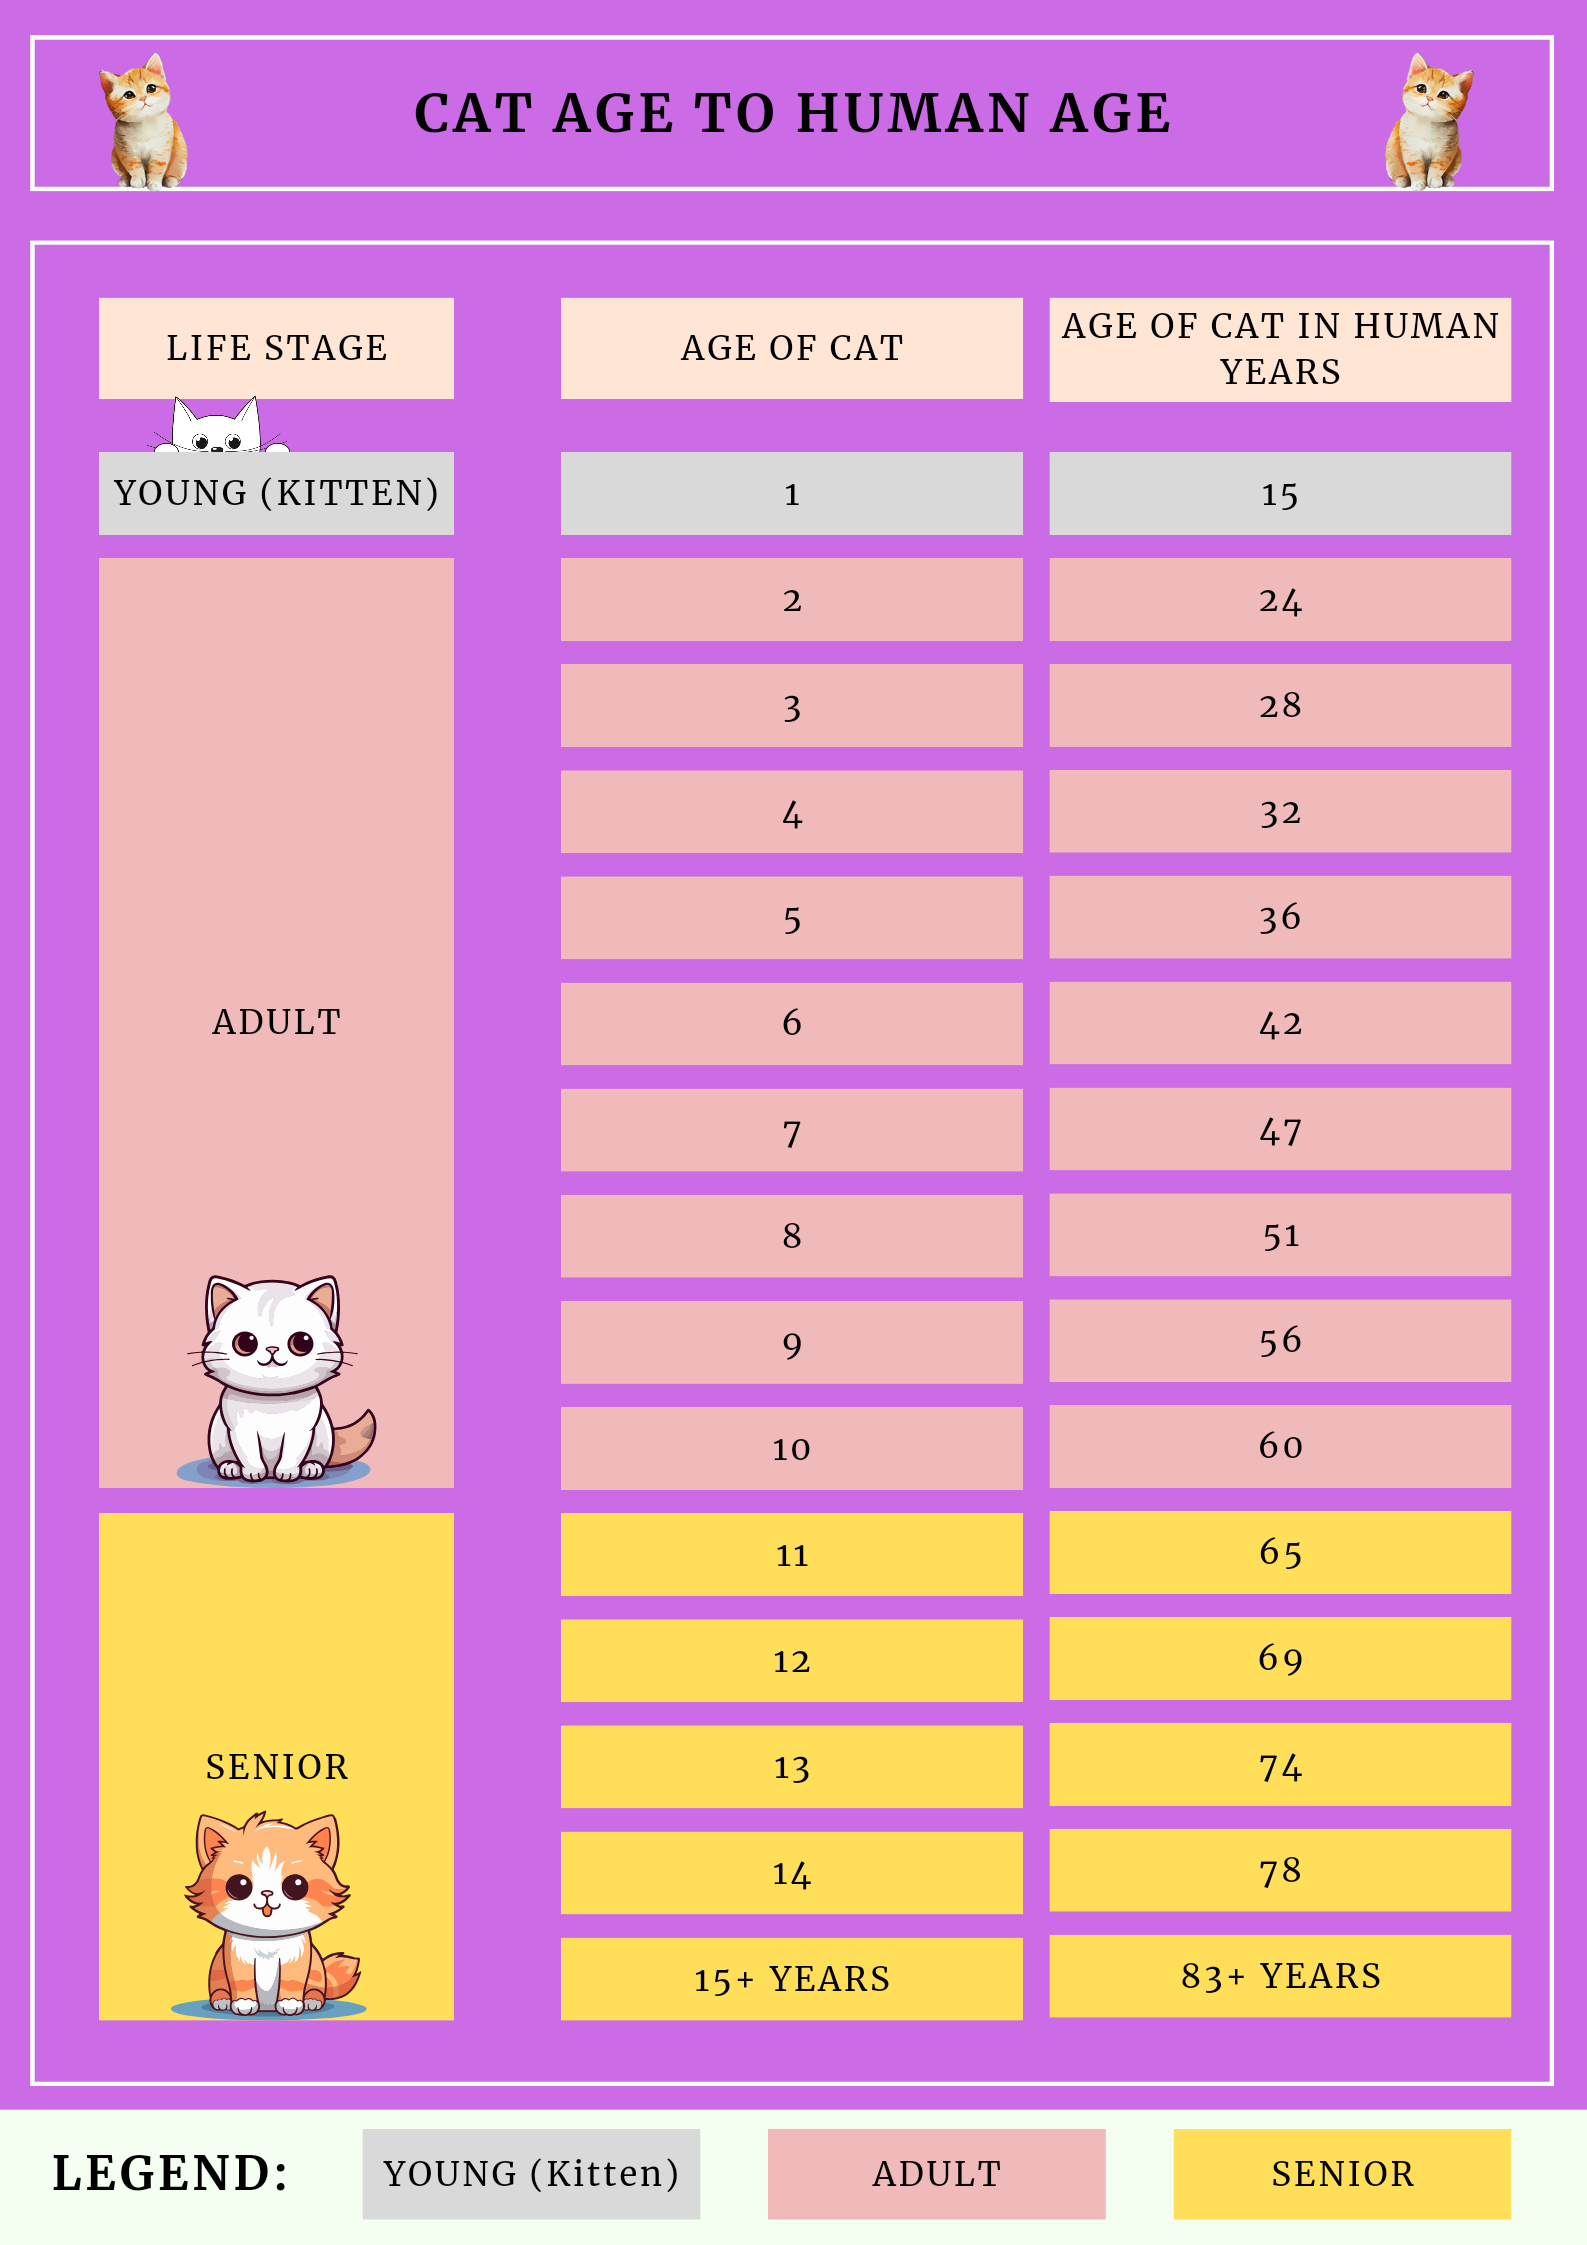 CAT AGE TO HUMAN AGE
LIFE STAGE
AGE OF CAT
AGE OF CAT IN HUMAN
YEARS
YOUNG (KITTEN)
1
15
2
24
3
28
4
32
5
36
ADULT
6
42
7
47
8
51
9
56
10
60
11
65
12
69
SENIOR
13
74
14
78
15+ YEARS
83+ YEARS
LEGEND:
YOUNG (Kitten)
ADULT
SENIOR